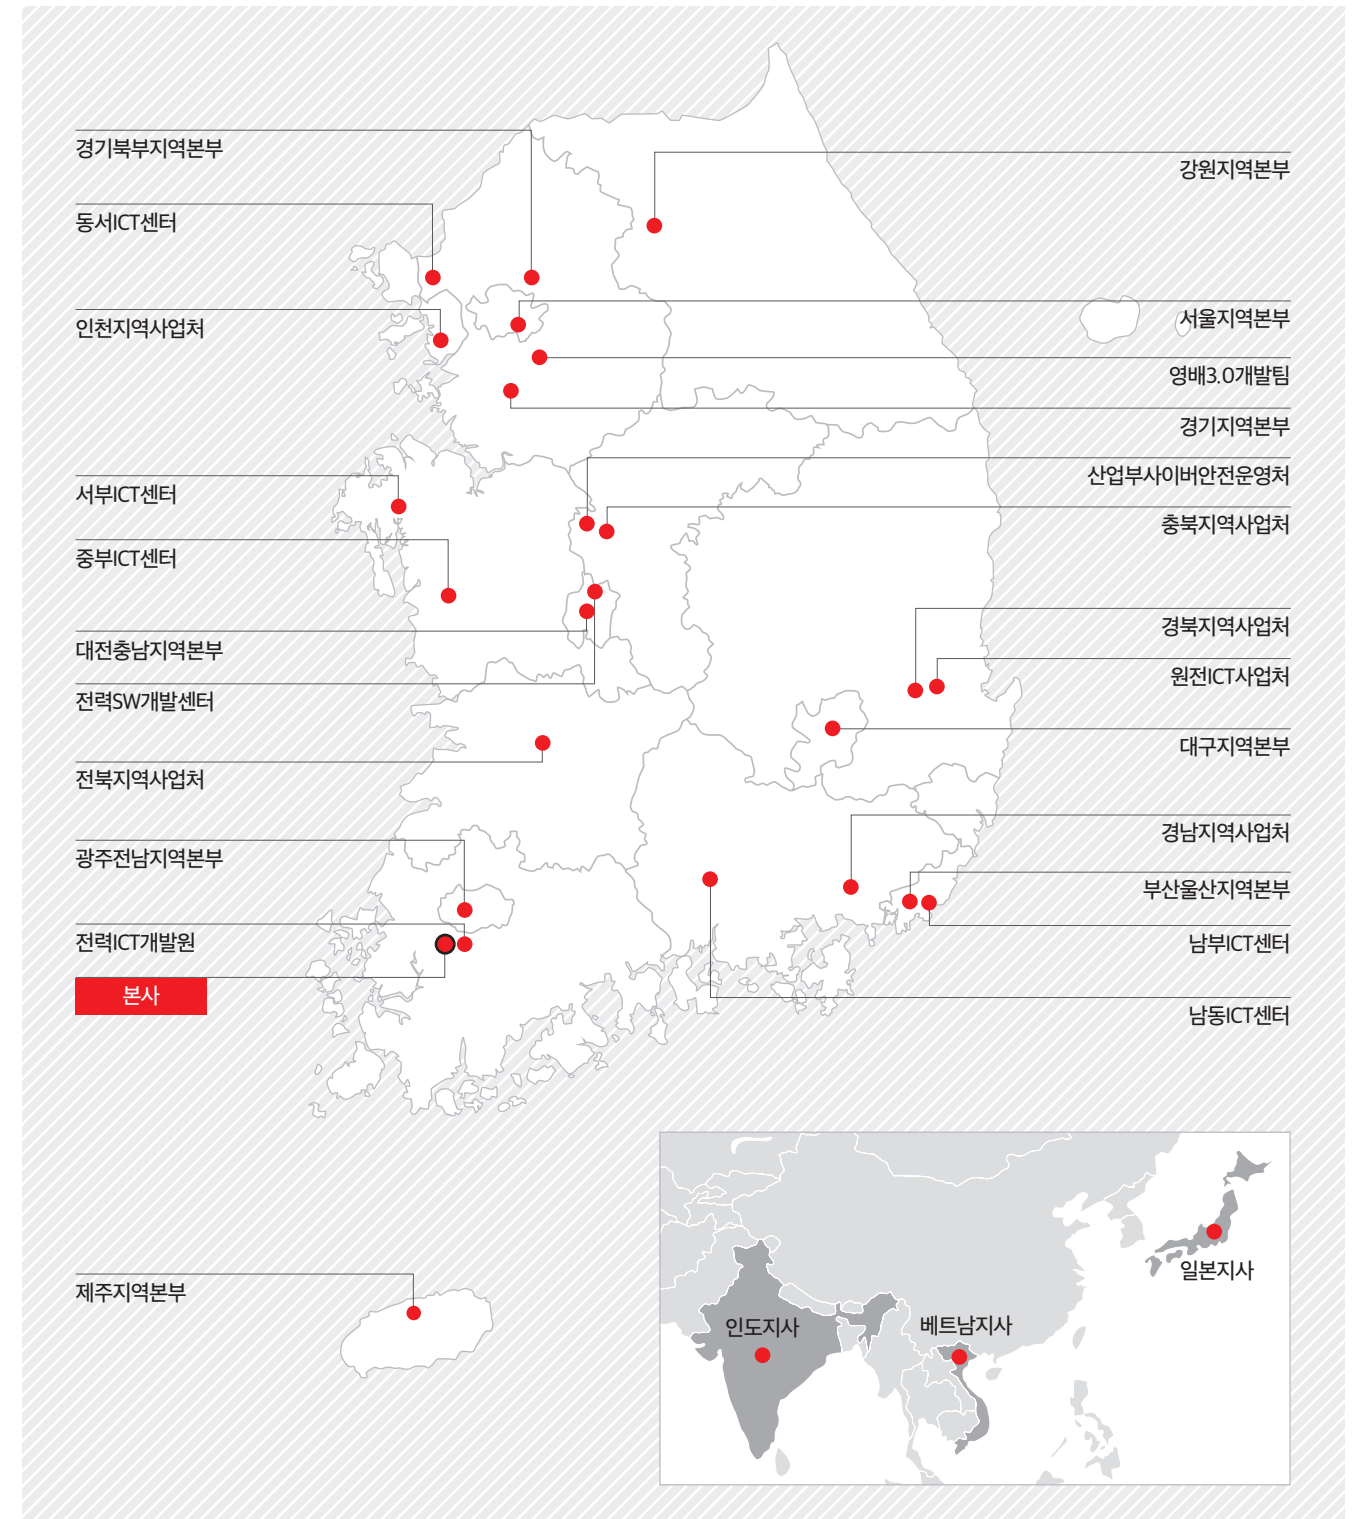 경기북부지역본부
동서ICT센터
인천지역사업처
서부ICT센터
중부ICT센터
대전충남지역본부
전력SW개발센터
전북지역사업처
광주전남지역본부
전력ICT개발원
본사
제주지역본부
강원지역본부
서울지역본부
영배3.0개발팀
경기지역본부
산업부사이버안전운영처
충북지역사업처
경북지역사업처
원전ICT사업처
대구지역본부
경남지역사업처
부산울산지역본부
남부ICT센터
남동ICT센터
일본지사
인도지사
베트남지사